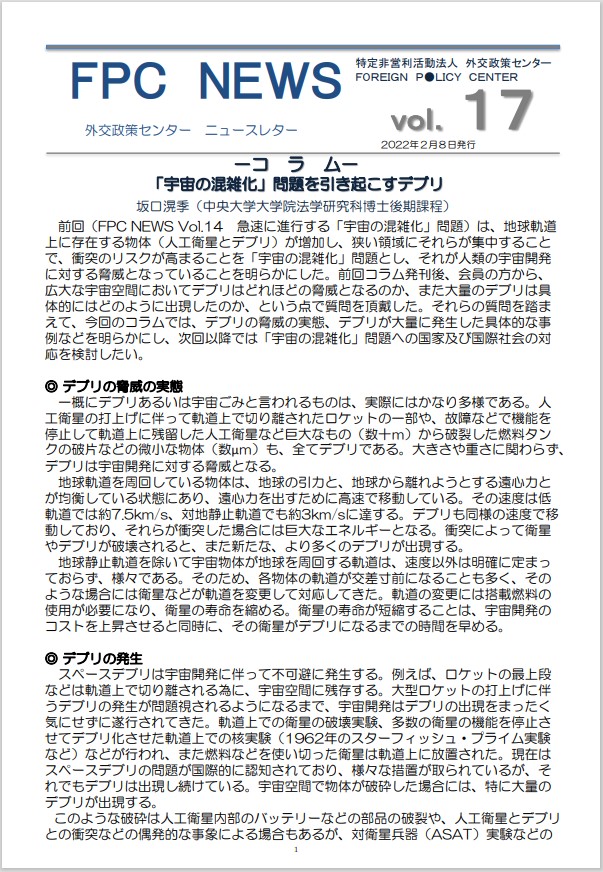 FPC NEWS
特定非営利活動法人 外交政策センター
FOREIGN P●LICY CENTER
vol. 17
外交政策センター ニュースレター
2022年2月8日発行
－コ ラ ム－
「宇宙の混雑化」問題を引き起こすデブリ
坂口滉季（中央大学大学院法学研究科博士後期課程）
前回（FPC NEWS Vol.14 急速に進行する「宇宙の混雑化」問題）は、地球軌道
上に存在する物体（人工衛星とデブリ）が増加し、狭い領域にそれらが集中すること
で、衝突のリスクが高まることを「宇宙の混雑化」問題とし、それが人類の宇宙開発
に対する脅威となっていることを明らかにした。前回コラム発刊後、会員の方から、
広大な宇宙空間においてデブリはどれほどの脅威となるのか、また大量のデブリは具
体的にはどのように出現したのか、という点で質問を頂戴した。それらの質問を踏ま
えて、今回のコラムでは、デブリの脅威の実態、デブリが大量に発生した具体的な事
例などを明らかにし、次回以降では「宇宙の混雑化」問題への国家及び国際社会の対
応を検討したい。
◎ デブリの脅威の実態
一概にデブリあるいは宇宙ごみと言われるものは、実際にはかなり多様である。人
工衛星の打上げに伴って軌道上で切り離されたロケットの一部や、故障などで機能を
停止して軌道上に残留した人工衛星など巨大なもの（数十m）から破裂した燃料タン
クの破片などの微小な物体（数μm）も、全てデブリである。大きさや重さに関わらず、
デブリは宇宙開発に対する脅威となる。
地球軌道を周回している物体は、地球の引力と、地球から離れようとする遠心力と
が均衡している状態にあり、遠心力を出すために高速で移動している。その速度は低
軌道では約7.5km/s、対地静止軌道でも約3km/sに達する。デブリも同様の速度で移
動しており、それらが衝突した場合には巨大なエネルギーとなる。衝突によって衛星
やデブリが破壊されると、また新たな、より多くのデブリが出現する。
地球静止軌道を除いて宇宙物体が地球を周回する軌道は、速度以外は明確に定まっ
ておらず、様々である。そのため、各物体の軌道が交差寸前になることも多く、その
ような場合には衛星などが軌道を変更して対応してきた。軌道の変更には搭載燃料の
使用が必要になり、衛星の寿命を縮める。衛星の寿命が短縮することは、宇宙開発の
コストを上昇させると同時に、その衛星がデブリになるまでの時間を早める。
◎ デブリの発生
スペースデブリは宇宙開発に伴って不可避に発生する。例えば、ロケットの最上段
などは軌道上で切り離される為に、宇宙空間に残存する。大型ロケットの打上げに伴
うデブリの発生が問題視されるようになるまで、宇宙開発はデブリの出現をまったく
気にせずに遂行されてきた。軌道上での衛星の破壊実験、多数の衛星の機能を停止さ
せてデブリ化させた軌道上での核実験（1962年のスターフィッシュ・プライム実験
など）などが行われ、また燃料などを使い切った衛星は軌道上に放置された。現在は
スペースデブリの問題が国際的に認知されており、様々な措置が取られているが、そ
れでもデブリは出現し続けている。宇宙空間で物体が破砕した場合には、特に大量の
デブリが出現する。
このような破砕は人工衛星内部のバッテリーなどの部品の破裂や、人工衛星とデブリ
との衝突などの偶発的な事象による場合もあるが、対衛星兵器（ASAT）実験などの
1